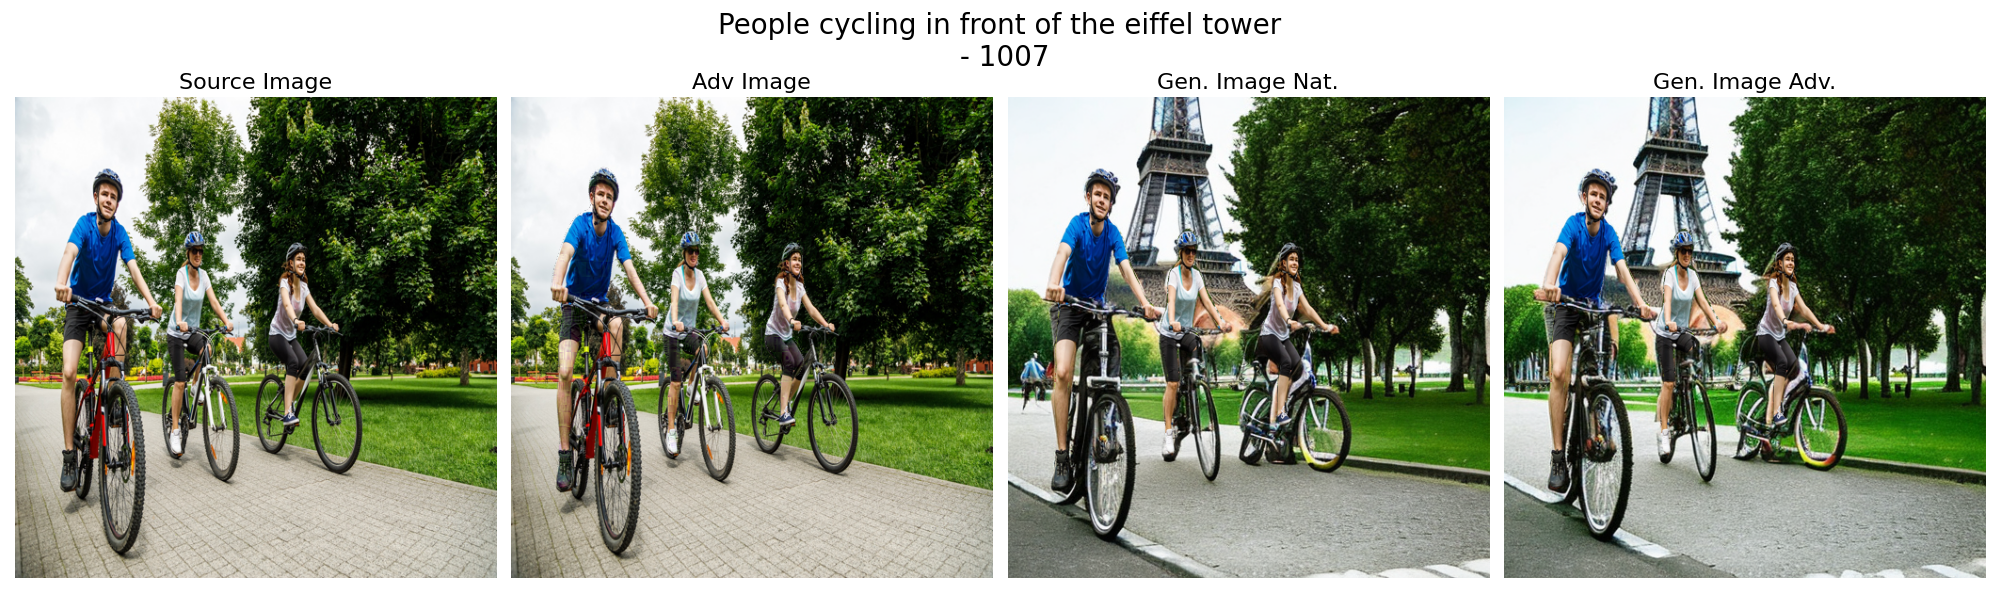 People cycling in front of the eiffel tower
- 1007
Source Image
Adv Image
Gen. Image Nat.
Gen. Image Adv.